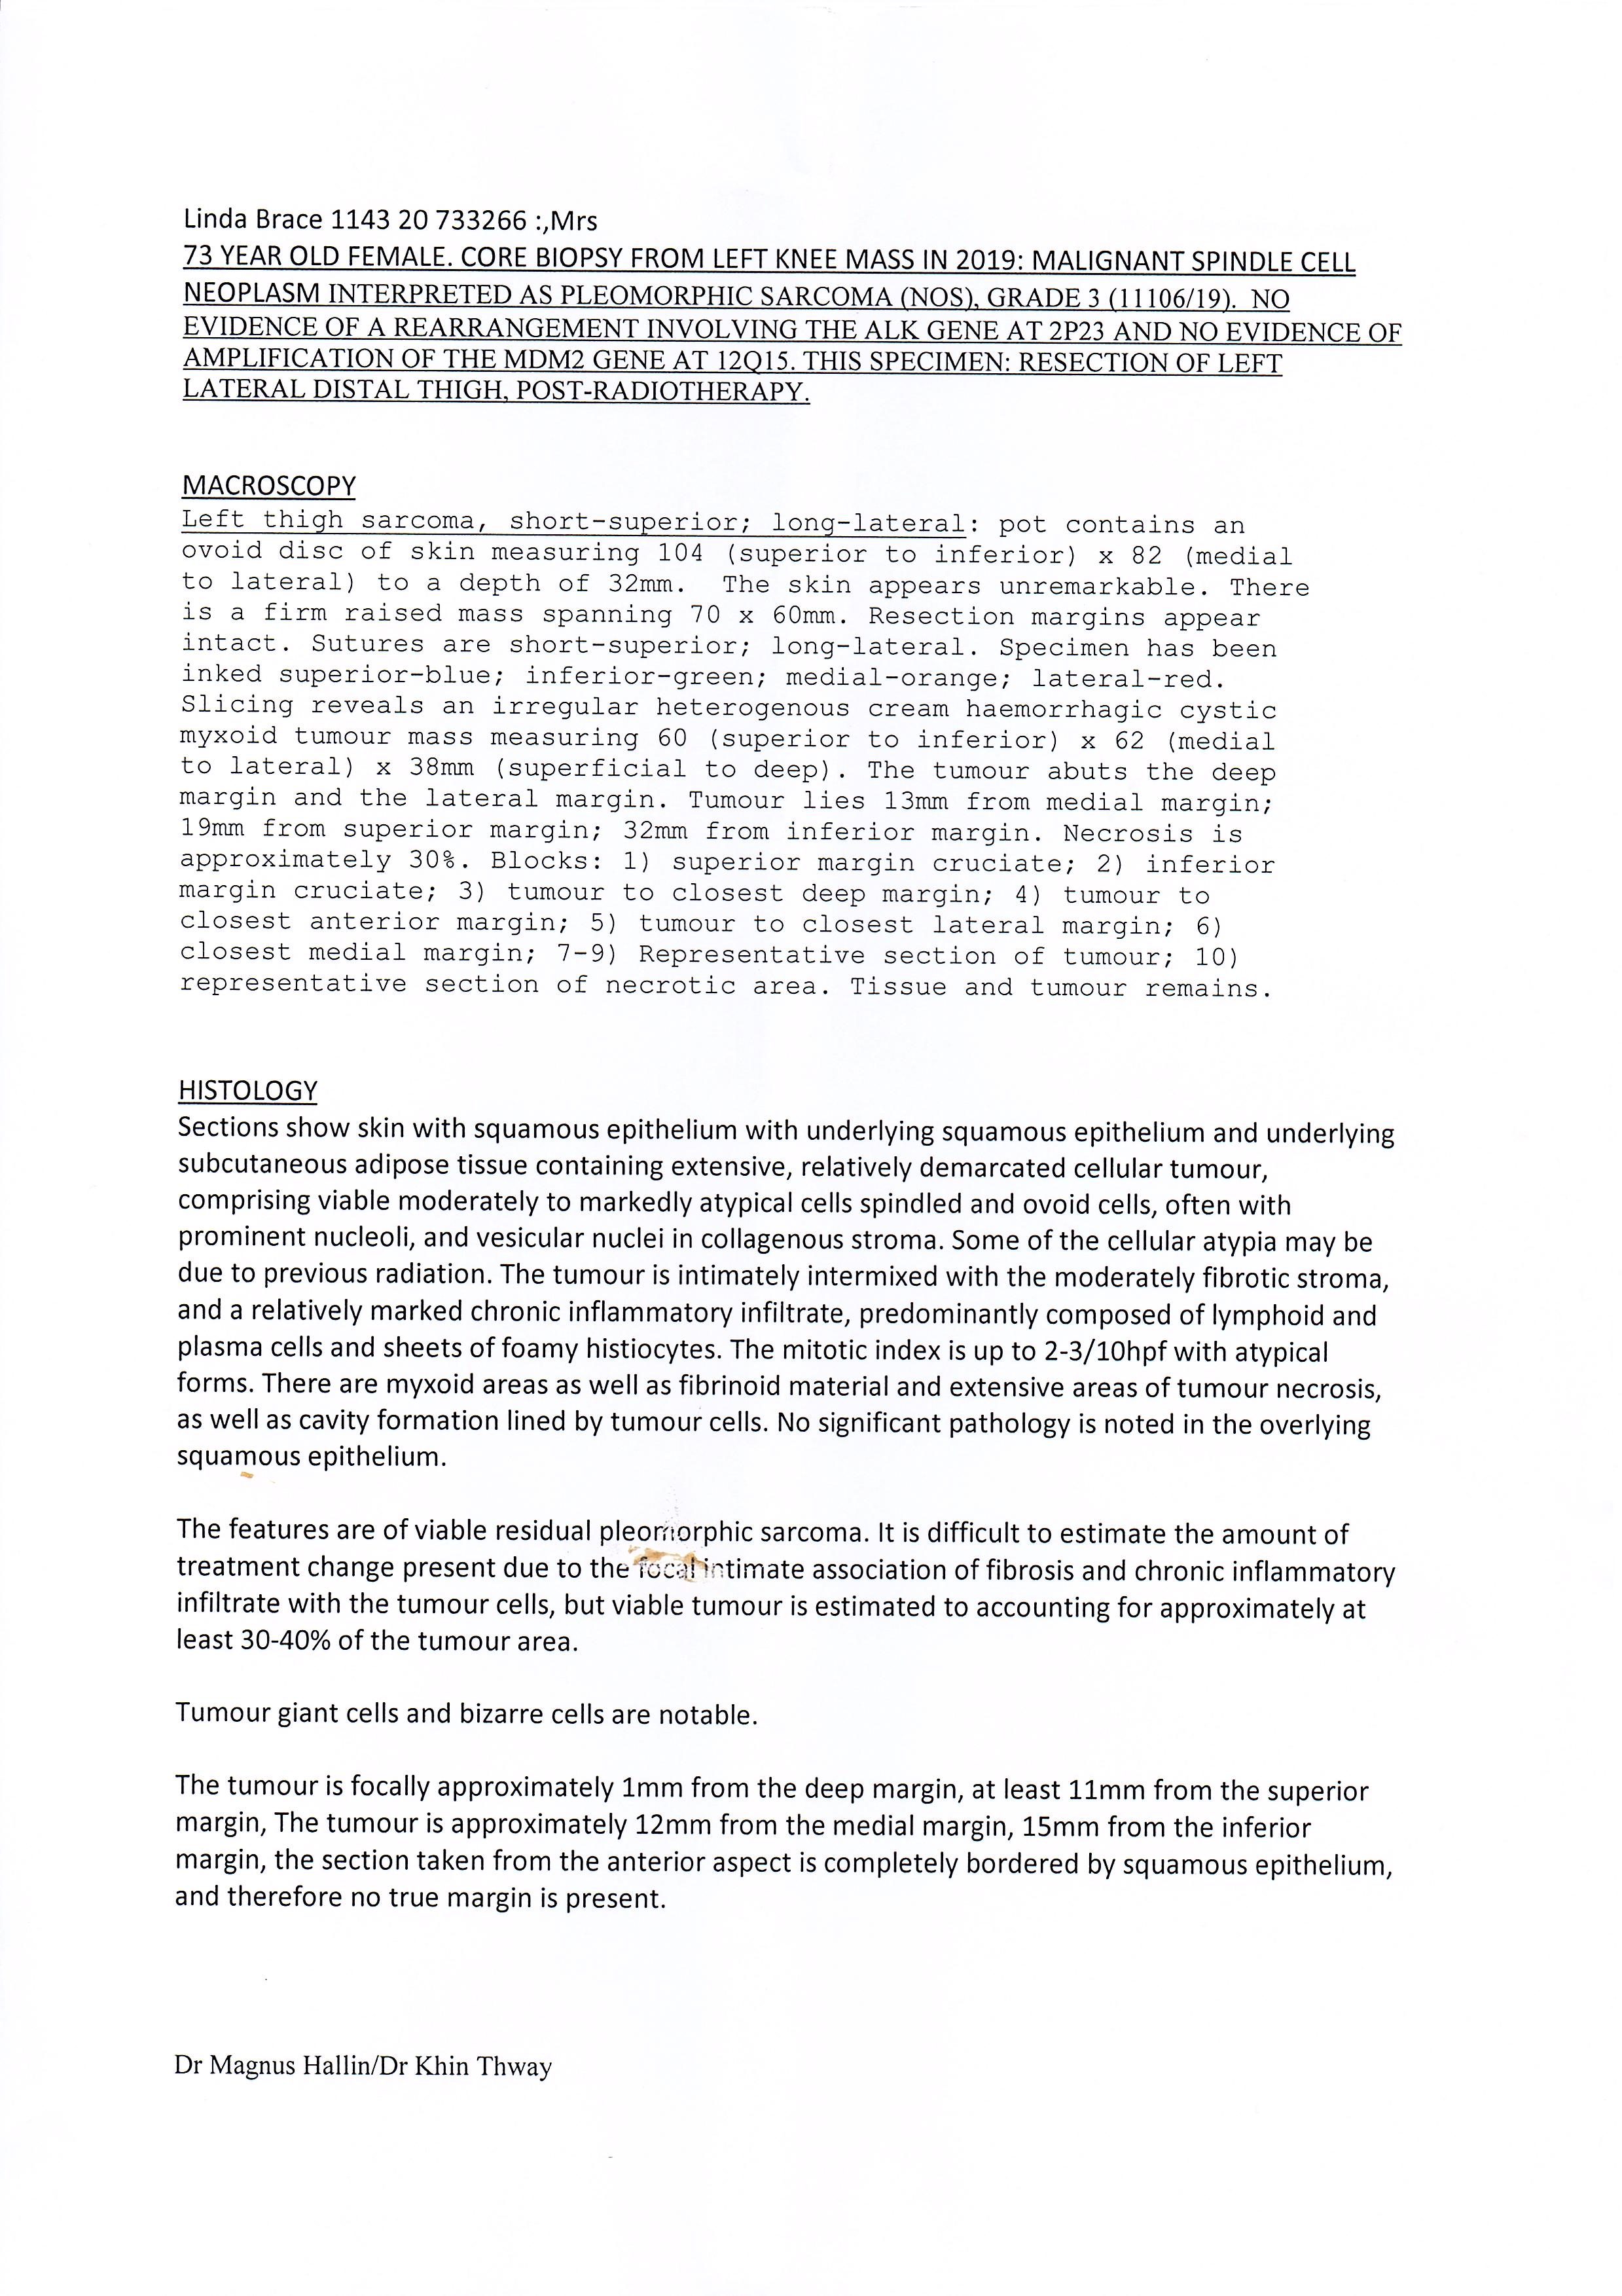 Linda Brace 1143 20 733266 :,Mrs
73 YEAR OLD FEMALE. CORE BIOPSY FROM LEFT KNEE MASS IN 2019: MALIGNANT SPINDLE CELL
NEOPLASM INTERPRETED AS PLEOMORPHIC SARCOMA (NOS), GRADE 3 (11106/19). NO
EVIDENCE OF A REARRANGEMENT INVOLVING THE ALK GENE AT 2P23 AND NO EVIDENCE OF
AMPLIFICATION OF THE MDM2 GENE AT 12Q15. THIS SPECIMEN: RESECTION OF LEFT
LATERAL DISTAL THIGH, POST-RADIOTHERAPY.
MACROSCOPY
Left thigh sarcoma, short-superior; long-lateral: pot contains an
ovoid disc of skin measuring 104 (superior to inferior) x 82 (medial
to lateral) to a depth of 32mm. The skin appears unremarkable. There
is a firm raised mass spanning 70 x 60mm. Resection margins appear
intact. Sutures are short-superior; long-lateral. Specimen has been
inked superior-blue; inferior-green; medial-orange; lateral-red.
Slicing reveals an irregular heterogenous cream haemorrhagic cystic
myxoid tumour mass measuring 60 (superior to inferior) x 62 (medial
to lateral) x 38mm (superficial to deep). The tumour abuts the deep
margin and the lateral margin. Tumour lies 13mm from medial margin;
19mm from superior margin; 32mm from inferior margin. Necrosis is
approximately 30%. Blocks: 1) superior margin cruciate; 2) inferior
margin cruciate; 3) tumour to closest deep margin; 4) tumour to
closest anterior margin; 5) tumour to closest lateral margin; 6)
closest medial margin; 7-9) Representative section of tumour; 10)
representative section of necrotic area. Tissue and tumour remains.
HISTOLOGY
Sections show skin with squamous epithelium with underlying squamous epithelium and underlying
subcutaneous adipose tissue containing extensive, relatively demarcated cellular tumour,
comprising viable moderately to markedly atypical cells spindled and ovoid cells, often with
prominent nucleoli, and vesicular nuclei in collagenous stroma. Some of the cellular atypia may be
due to previous radiation. The tumour is intimately intermixed with the moderately fibrotic stroma,
and a relatively marked chronic inflammatory infiltrate, predominantly composed of lymphoid and
plasma cells and sheets of foamy histiocytes. The mitotic index is up to 2-3/10hpf with atypical
forms. There are myxoid areas as well as fibrinoid material and extensive areas of tumour necrosis,
as well as cavity formation lined by tumour cells. No significant pathology is noted in the overlying
squamous epithelium.
The features are of viable residual pleomorphic sarcoma. It is difficult to estimate the amount of
treatment change present due to the focal intimate association of fibrosis and chronic inflammatory
infiltrate with the tumour cells, but viable tumour is estimated to accounting for approximately at
least 30-40% of the tumour area.
Tumour giant cells and bizarre cells are notable.
The tumour is focally approximately 1mm from the deep margin, at least 11mm from the superior
margin, The tumour is approximately 12mm from the medial margin, 15mm from the inferior
margin, the section taken from the anterior aspect is completely bordered by squamous epithelium,
and therefore no true margin is present.
Dr Magnus Hallin/Dr Khin Thway